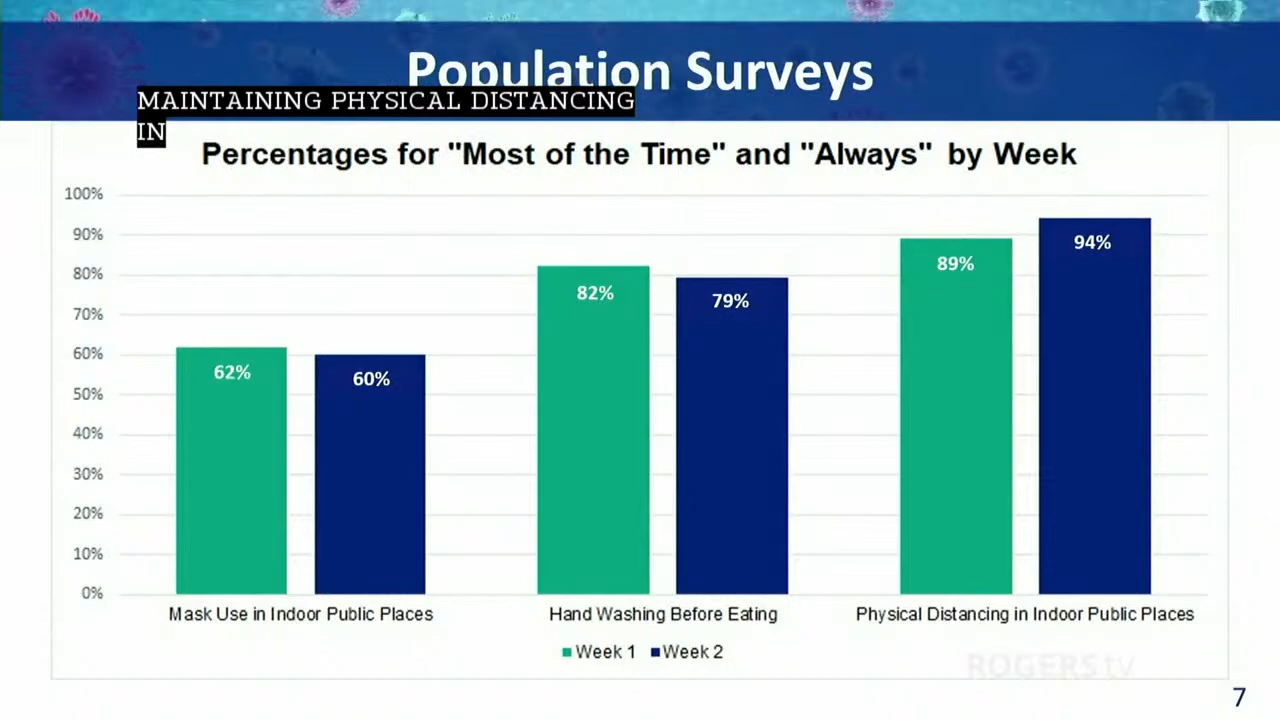 Population Surveys
MAINTAINING PHYSICAL DISTANCING
IN
Percentages for "Most of the Time" and "Always" by Week
100%
90%
80%
70%
60%
50%
40%
30%
20%
10%
0%
62%
60%
82%
79%
89%
94%
Mask Use in Indoor Public Places
Hand Washing Before Eating
Physical Distancing in Indoor Public Places
Week 1 Week 2
ROGERS tv
7